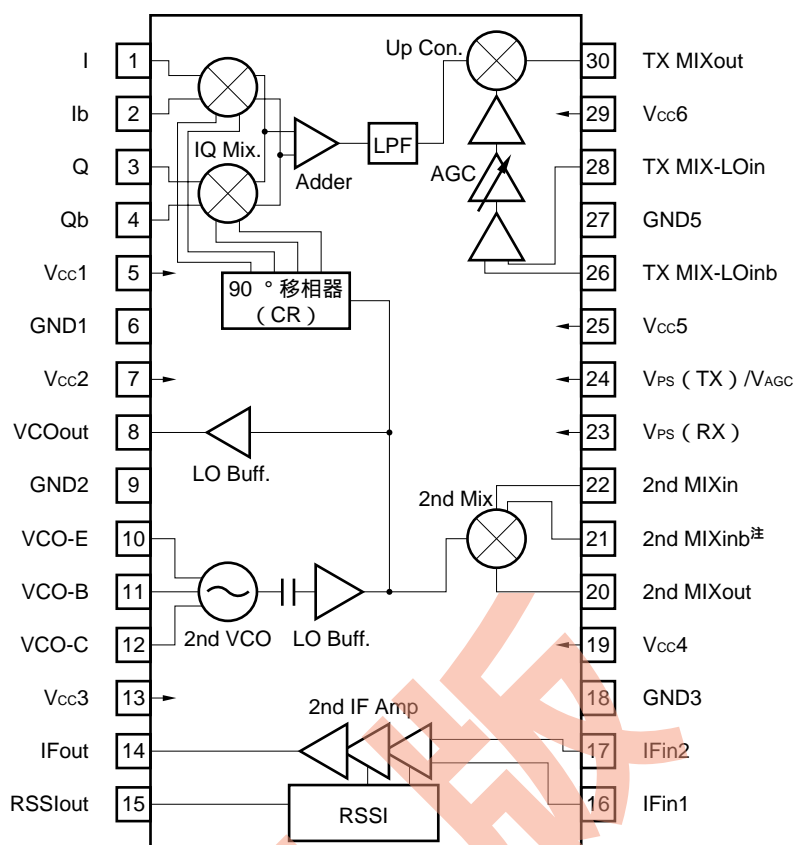 Up Con.
I 1
30 TX MIXout
Ib 2
29 Vcc6
IQ Mix.
LPF
Q 3
28 TX MIX-LOin
Adder
AGC
Qb 4
27 GND5
Vcc1 5
26 TX MIX-LOinb
90 °移相器
(CR)
GND1 6
25 Vcc5
Vcc2 7
24 VPS (TX) /VAGC
VCOout 8
23 VPS (RX)
LO Buff.
GND2 9
22 2nd MIXin
2nd Mix
VCO-E 10
21 2nd MIXinb注
VCO-B 11
20 2nd MIXout
2nd VCO
LO Buff.
VCO-C 12
19 Vcc4
Vcc3 13
18 GND3
2nd IF Amp
IFout 14
17 IFin2
RSSIout 15
16 IFin1
RSSI
版